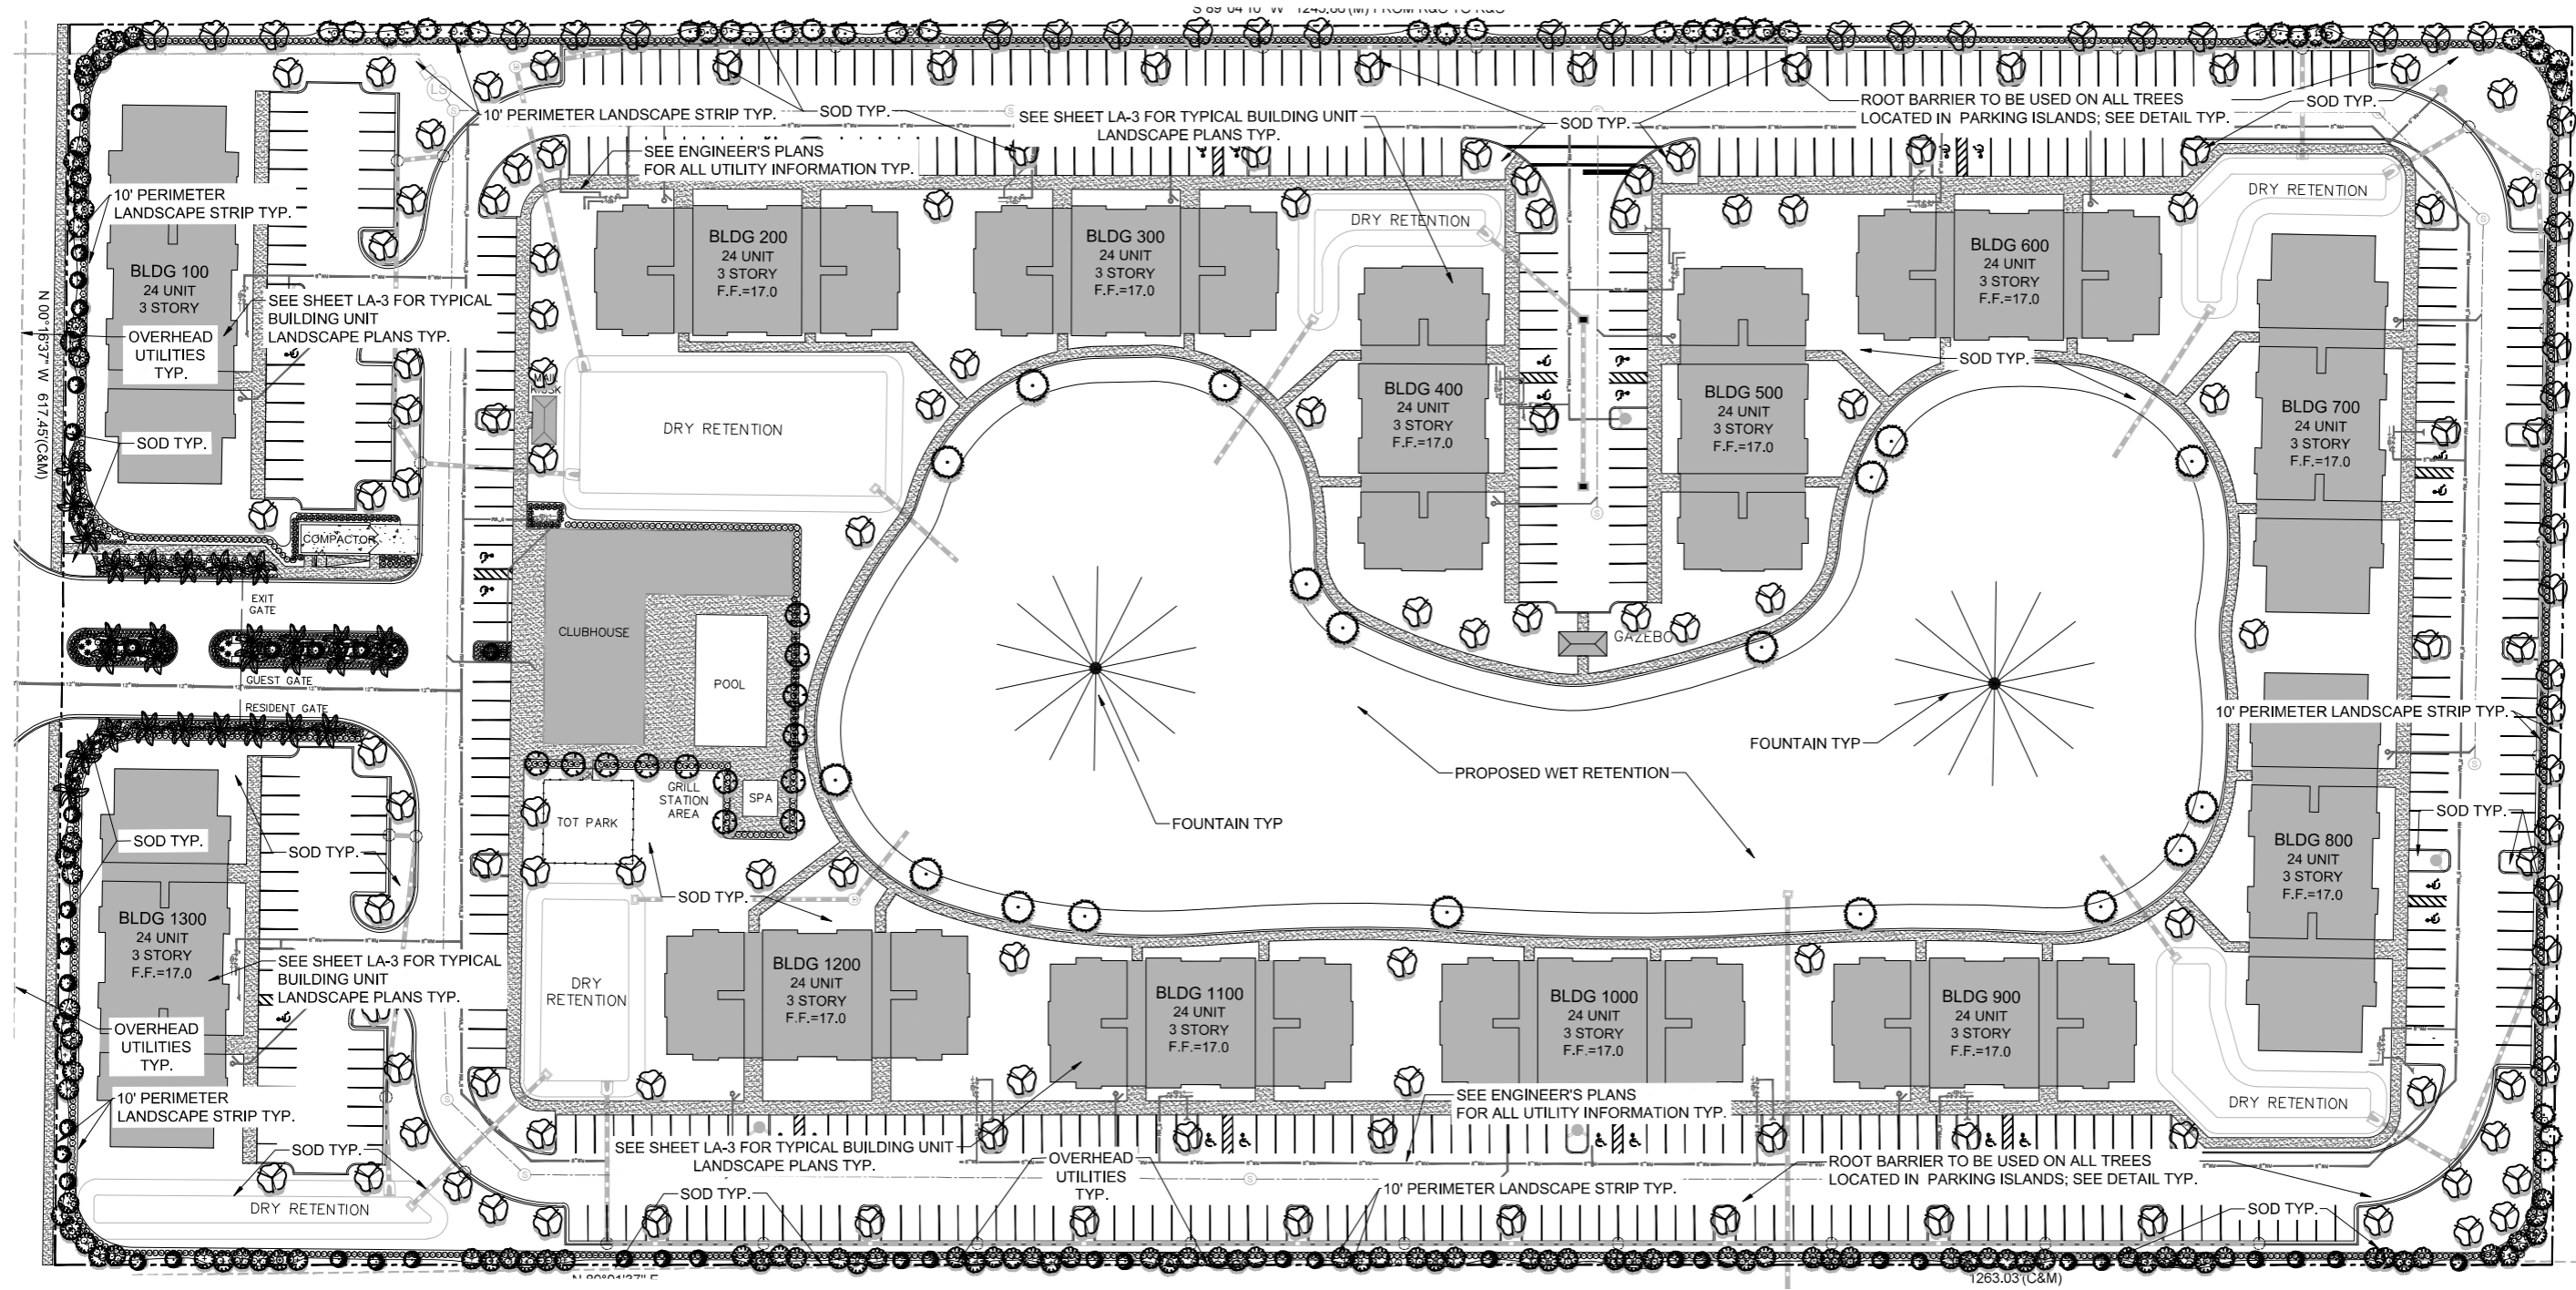 10' PERIMETER LANDSCAPE STRIP TYP.
SOD TYP.
SEE SHEET LA-3 FOR TYPICAL BUILDING UNIT
LANDSCAPE PLANS TYP.
SOD TYP.
ROOT BARRIER TO BE USED ON ALL TREES
LOCATED IN PARKING ISLANDS; SEE DETAIL TYP.
SOD TYP.
LS
SEE ENGINEER'S PLANS
FOR ALL UTILITY INFORMATION TYP.
10' PERIMETER
LANDSCAPE STRIP TYP.
DRY RETENTION
DRY RETENTION
BLDG 100
24 UNIT
3 STORY
BLDG 200
24 UNIT
3 STORY
F.F.=17.0
BLDG 300
24 UNIT
3 STORY
F.F.=17.0
BLDG 600
24 UNIT
3 STORY
F.F.=17.0
SEE SHEET LA-3 FOR TYPICAL
BUILDING UNIT
LANDSCAPE PLANS TYP.
OVERHEAD
UTILITIES
TYP.
N 00°16'37" W 617.45'(C&M)
SOD TYP.
MAIL
KIOSK
DRY RETENTION
BLDG 400
24 UNIT
3 STORY
F.F.=17.0
BLDG 500
24 UNIT
3 STORY
F.F.=17.0
SOD TYP.
BLDG 700
24 UNIT
3 STORY
F.F.=17.0
COMPACTOR
EXIT
GATE
CLUBHOUSE
POOL
GAZEBO
GUEST GATE
RESIDENT GATE
10' PERIMETER LANDSCAPE STRIP TYP.
FOUNTAIN TYP
PROPOSED WET RETENTION
FOUNTAIN TYP
GRILL
STATION
AREA
SPA
TOT PARK
SOD TYP.
SOD TYP.
SOD TYP.
SOD TYP.
BLDG 800
24 UNIT
3 STORY
F.F.=17.0
BLDG 1300
24 UNIT
3 STORY
F.F.=17.0
SEE SHEET LA-3 FOR TYPICAL
BUILDING UNIT
LANDSCAPE PLANS TYP.
OVERHEAD
UTILITIES
TYP.
DRY
RETENTION
BLDG 1200
24 UNIT
3 STORY
F.F.=17.0
BLDG 1100
24 UNIT
3 STORY
F.F.=17.0
BLDG 1000
24 UNIT
3 STORY
F.F.=17.0
BLDG 900
24 UNIT
3 STORY
F.F.=17.0
10' PERIMETER
LANDSCAPE STRIP TYP.
SEE ENGINEER'S PLANS
FOR ALL UTILITY INFORMATION TYP.
DRY RETENTION
SOD TYP.
SEE SHEET LA-3 FOR TYPICAL BUILDING UNIT
LANDSCAPE PLANS TYP.
OVERHEAD
UTILITIES
TYP.
ROOT BARRIER TO BE USED ON ALL TREES
LOCATED IN PARKING ISLANDS; SEE DETAIL TYP.
SOD TYP.
10' PERIMETER LANDSCAPE STRIP TYP.
DRY RETENTION
SOD TYP.
1263.03'(C&M)